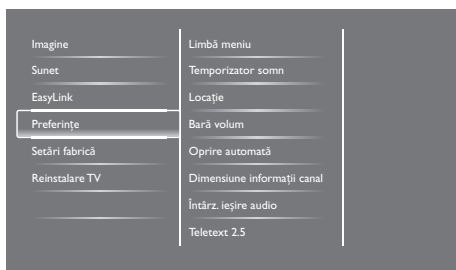 Imagine
Sunet
EasyLink
Preferințe
Setări fabrică
Reinstalare TV
Limbă meniu
Temporizator somn
Locație
Bară volum
Oprire automată
Dimensiune informații canal
Întârz. ieșire audio
Teletext 2.5